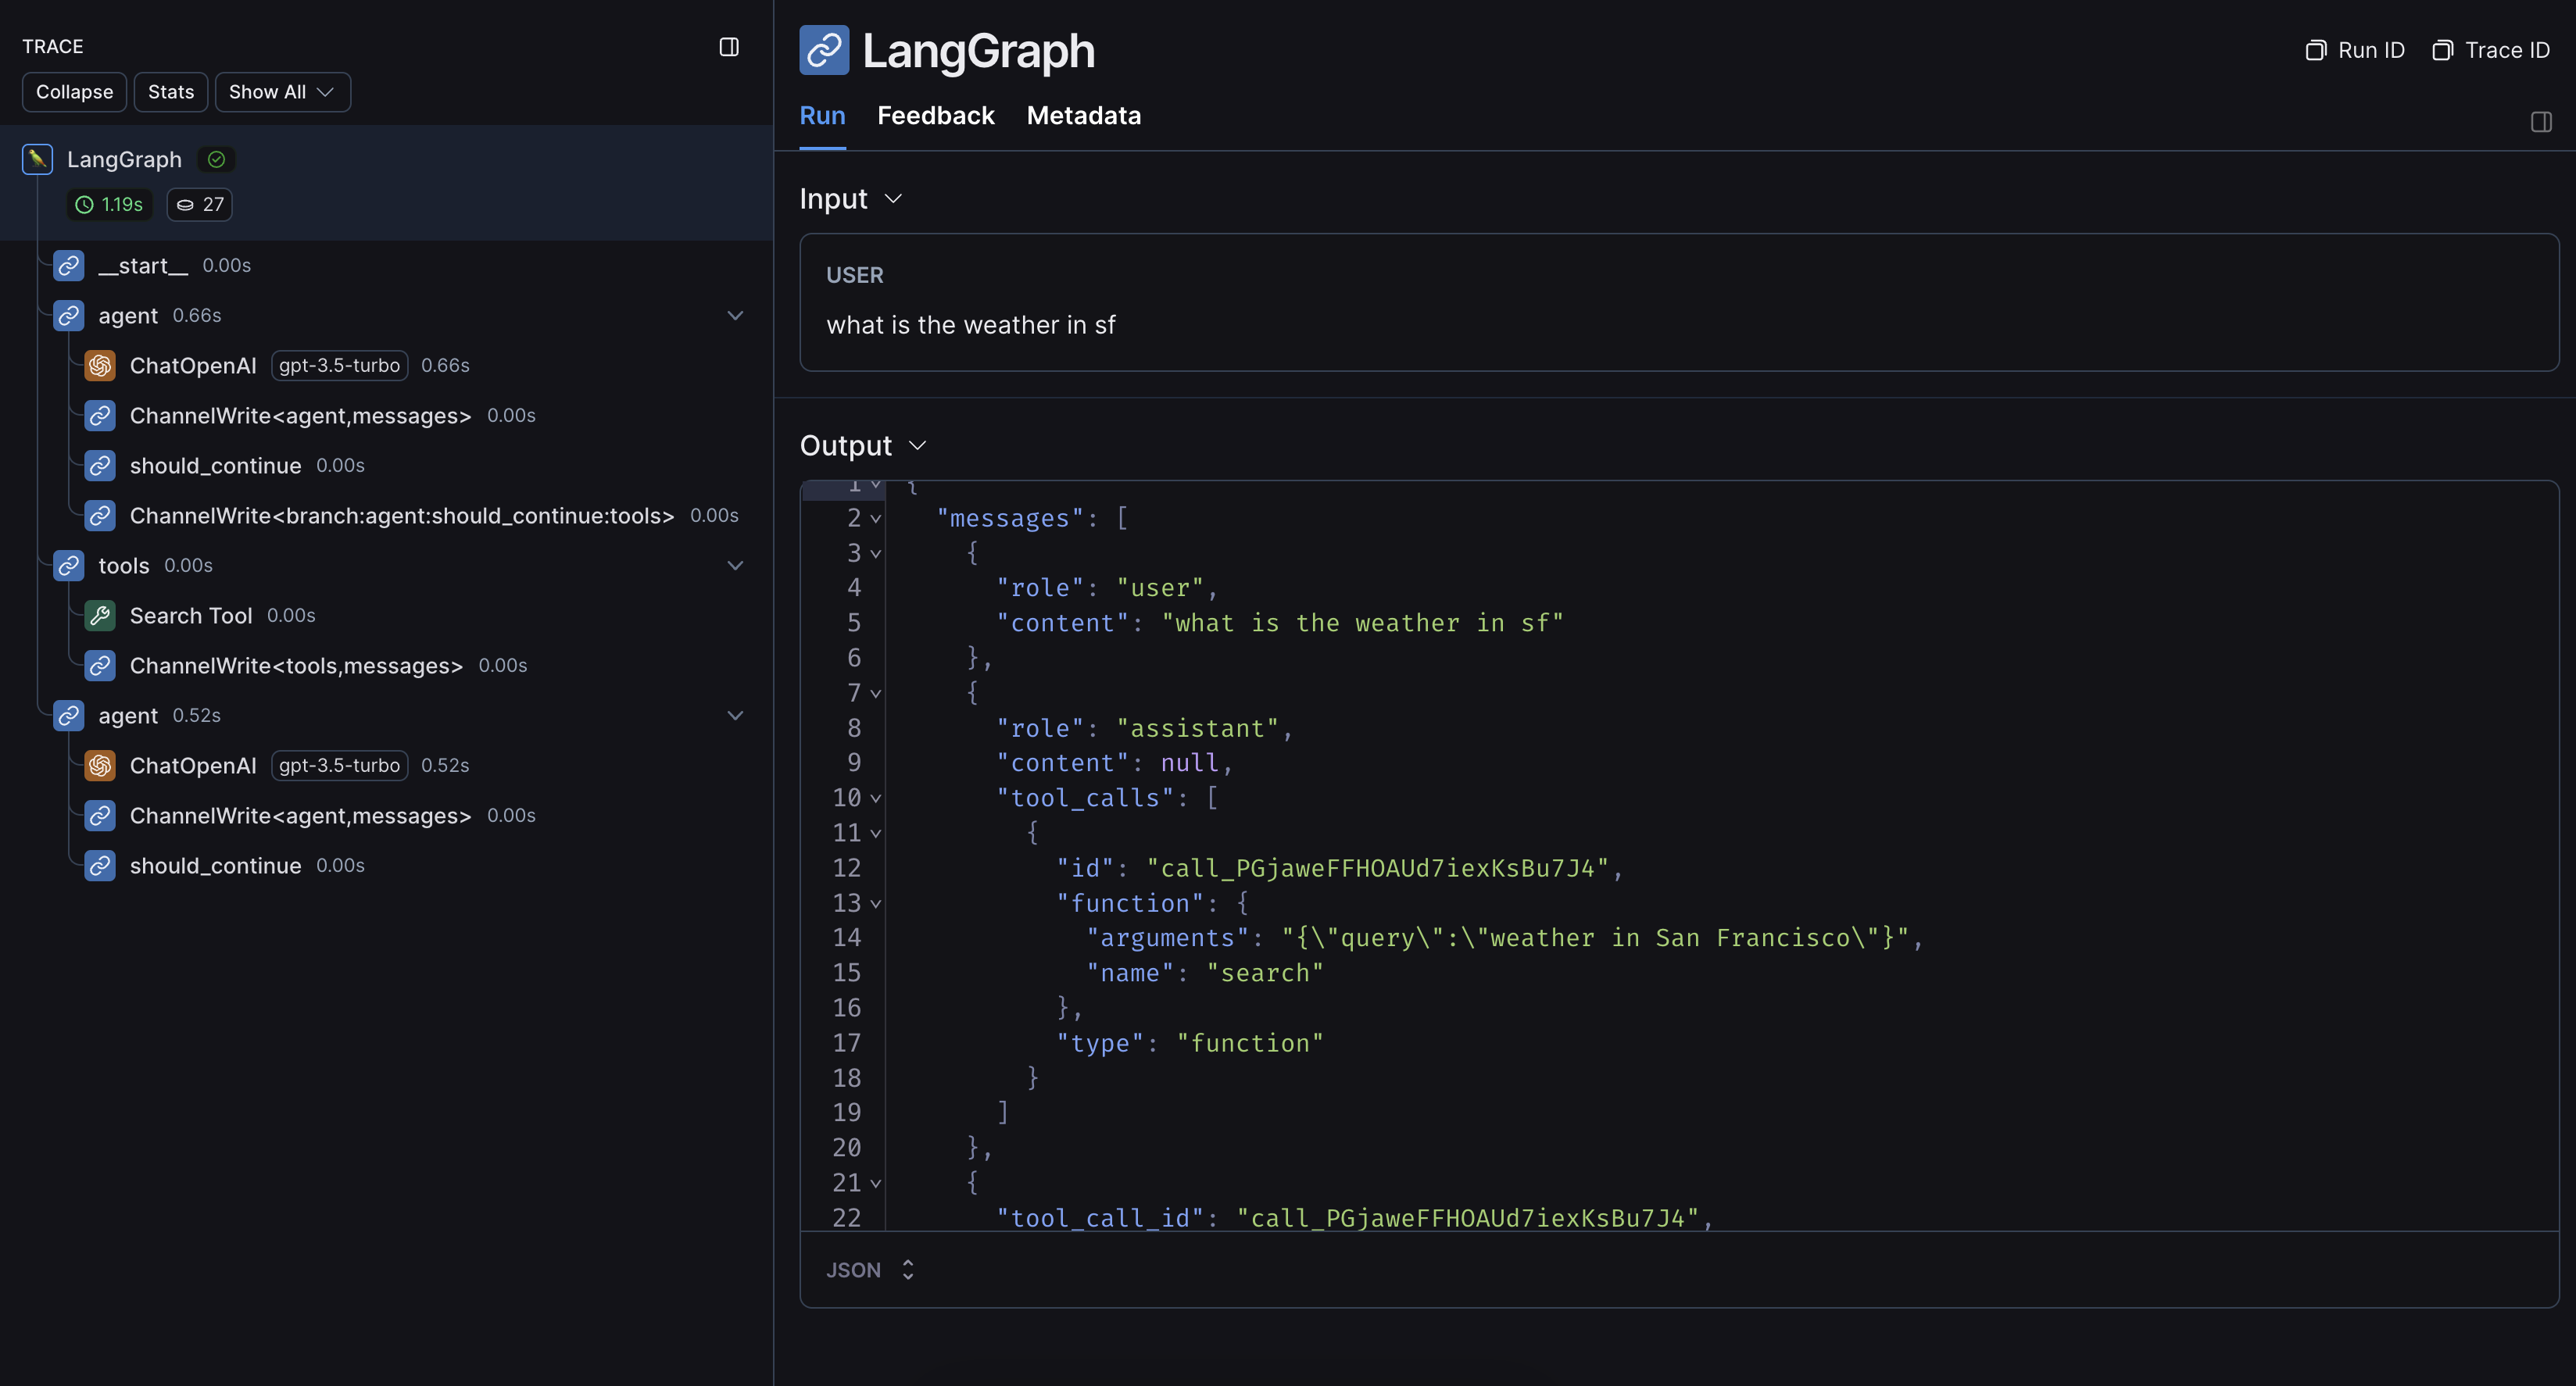 TRACE
Collapse Stats Show All
LangGraph
1.19s 27
__start__ 0.00s
agent 0.66s
ChatOpenAI gpt-3.5-turbo 0.66s
ChannelWrite<agent,messages> 0.00s
should_continue 0.00s
ChannelWrite<branch:agent:should_continue:tools> 0.00s
tools 0.00s
Search Tool 0.00s
ChannelWrite<tools,messages> 0.00s
agent 0.52s
ChatOpenAI gpt-3.5-turbo 0.52s
ChannelWrite<agent,messages> 0.00s
should_continue 0.00s
LangGraph
Run ID Trace ID
Run Feedback Metadata
Input
USER
what is the weather in sf
Output
1 {
2 "messages": [
3 {
4 "role": "user",
5 "content": "what is the weather in sf"
6 },
7 {
8 "role": "assistant",
9 "content": null,
10 "tool_calls": [
11 {
12 "id": "call_PGjaweFFHOAUd7iexKsBu7J4",
13 "function": {
14 "arguments": "{\"query\":\"weather in San Francisco\"}",
15 "name": "search"
16 },
17 "type": "function"
18 }
19 ]
20 },
21 {
22 "tool_call_id": "call_PGjaweFFHOAUd7iexKsBu7J4",
JSON